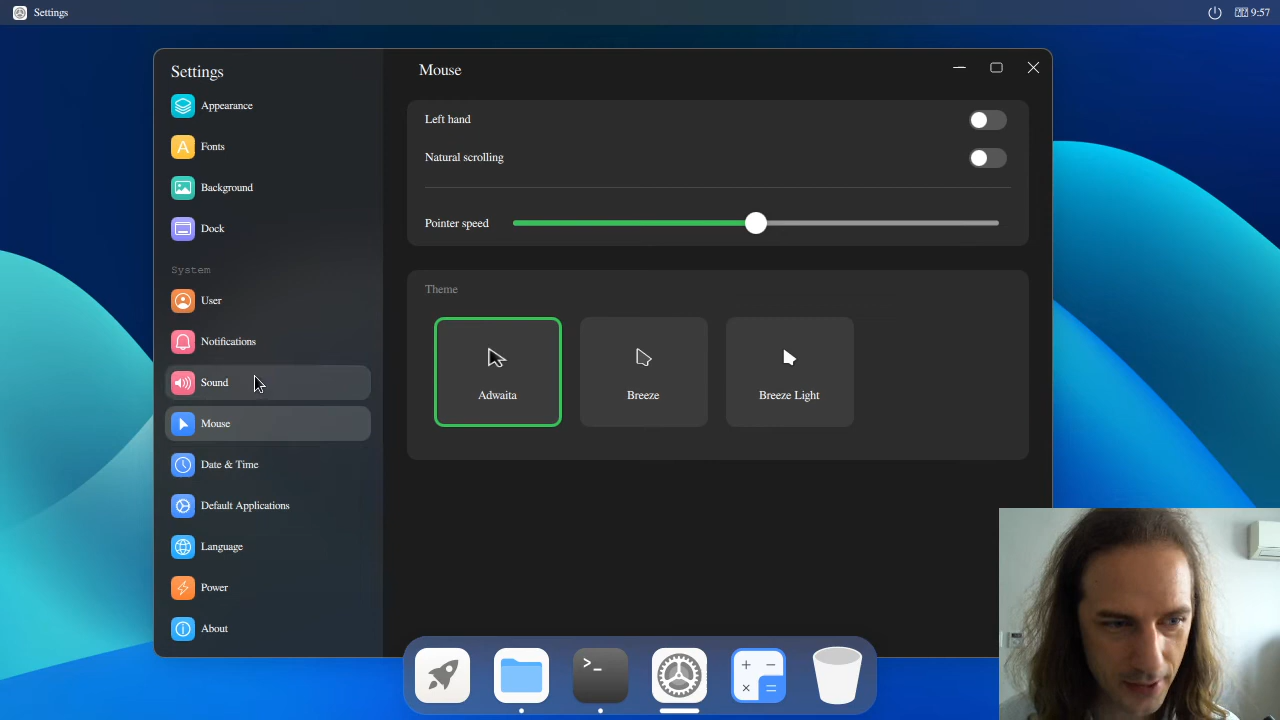 Settings
9:57
Settings
Mouse
Appearance
Fonts
Background
Dock
System
User
Notifications
Sound
Mouse
Date & Time
Default Applications
Language
Power
About
Left hand
Natural scrolling
Pointer speed
Theme
Adwaita
Breeze
Breeze Light